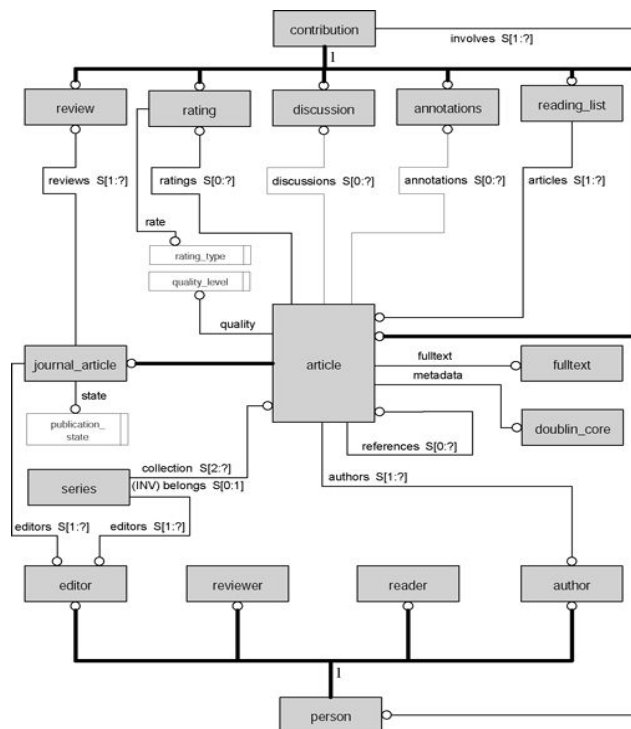 contribution
involves S[1:?]
1
review
rating
discussion
annotations
reading_list
reviews S[1:?]
ratings S[0:?]
discussions S[0:?]
annotations S[0:?]
articles S[1:?]
rate
rating_type
quality_level
quality
journal_article
article
fulltext
fulltext
metadata
doublin_core
state
publication_
state
references S[0:?]
collection S[2:?]
(INV) belongs S[0:1]
series
authors S[1:?]
editors S[1:?]
editors S[1:?]
editor
reviewer
reader
author
1
person